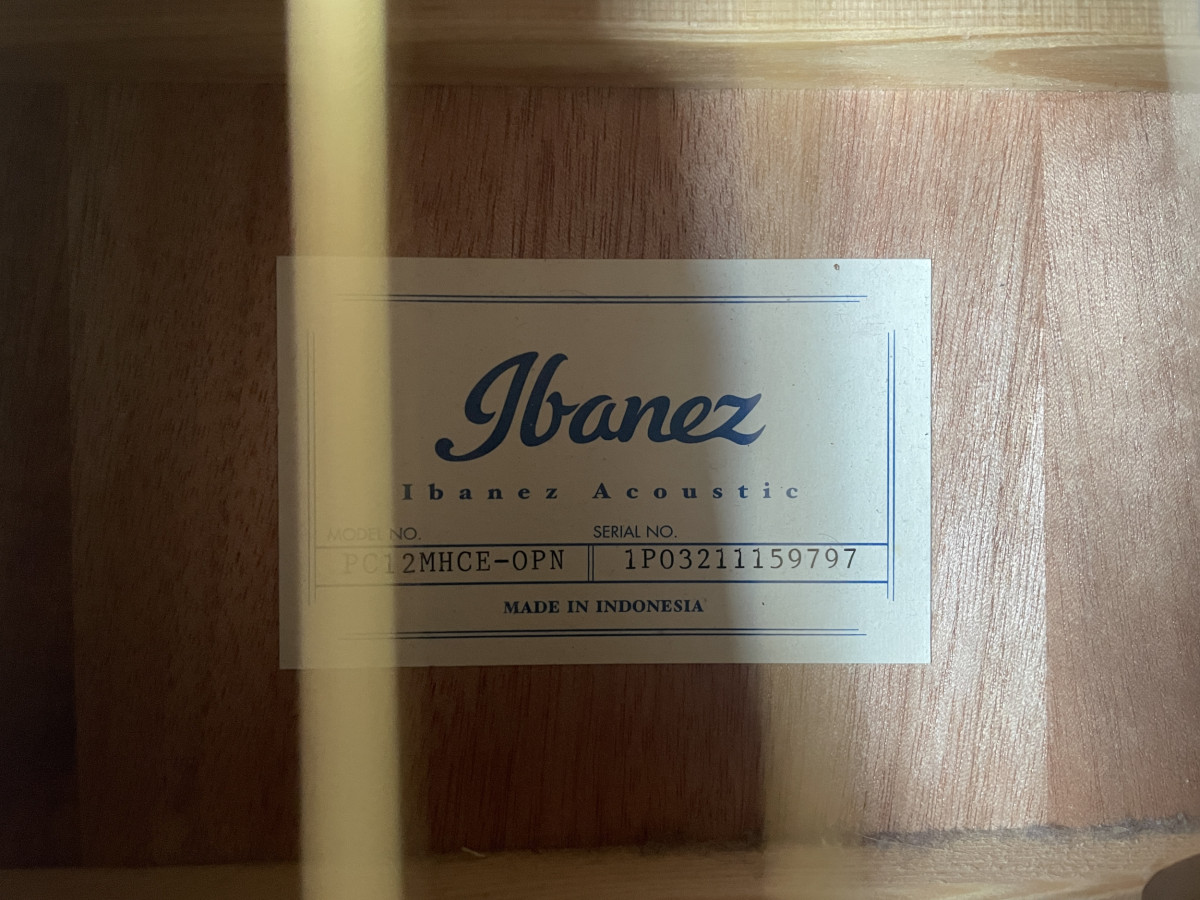 Ibanez
Ibanez Acoustic
MODEL NO. SERIAL NO.
PC12MHCE-OPN 1P03211159797
MADE IN INDONESIA